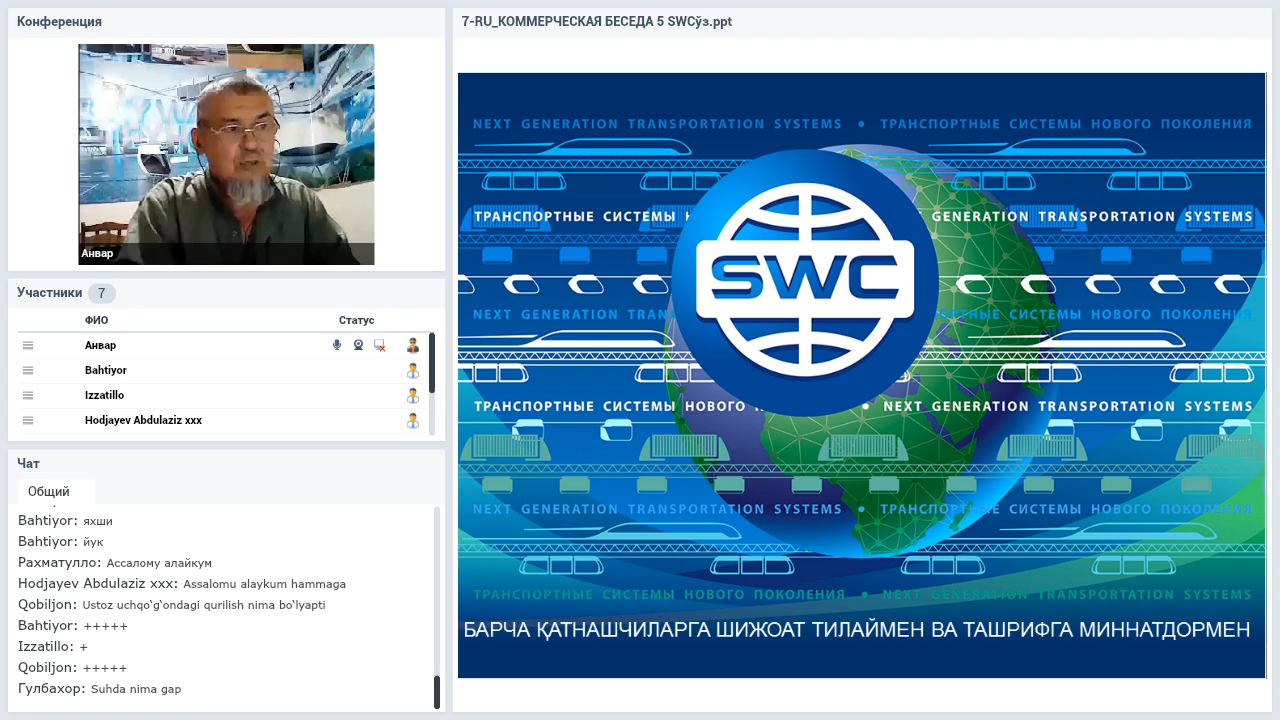 Конференция
Анвар
Участники 7
ФИО Статус
Анвар
Bahtiyor
Izzatillo
Hodjayev Abdulaziz xxx
Чат
Общий
Bahtiyor: яхши
Bahtiyor: йук
Рахматулло: Ассалому алайкум
Hodjayev Abdulaziz xxx: Assalomu alaykum hammaga
Qobiljon: Ustoz uchqo‘g‘ondagi qurilish nima bo‘lyapti
Bahtiyor: +++++
Izzatillo: +
Qobiljon: +++++
Гулбахор: Suhda nima gap
7-RU_КОММЕРЧЕСКАЯ БЕСЕДА 5 SWCўз.ppt
NEXT GENERATION TRANSPORTATION SYSTEMS • ТРАНСПОРТНЫЕ СИСТЕМЫ НОВОГО ПОКОЛЕНИЯ
ТРАНСПОРТНЫЕ СИСТЕМЫ GENERATION TRANSPORTATION SYSTEMS
SWC
NEXT GENERATION СИСТЕМЫ НОВОГО ПОКОЛЕНИЯ
ТРАНСПОРТНЫЕ СИСТЕМЫ НОВОГО • NEXT GENERATION TRANSPORTATION SYSTEMS
NEXT GENERATION TRANSPORTATION SYSTEMS • ТРАНСПОРТНЫЕ СИСТЕМЫ НОВОГО ПОКОЛЕНИЯ
ТРАНСПОРТНЫЕ СИСТЕМЫ НОВОГО ПОКОЛЕНИЯ • NEXT GENERATION TRANSPORTATION SYSTEMS
БАРЧА ҚАТНАШЧИЛАРГА ШИЖОАТ ТИЛАЙМЕН ВА ТАШРИФГА МИННАТДОРМЕН